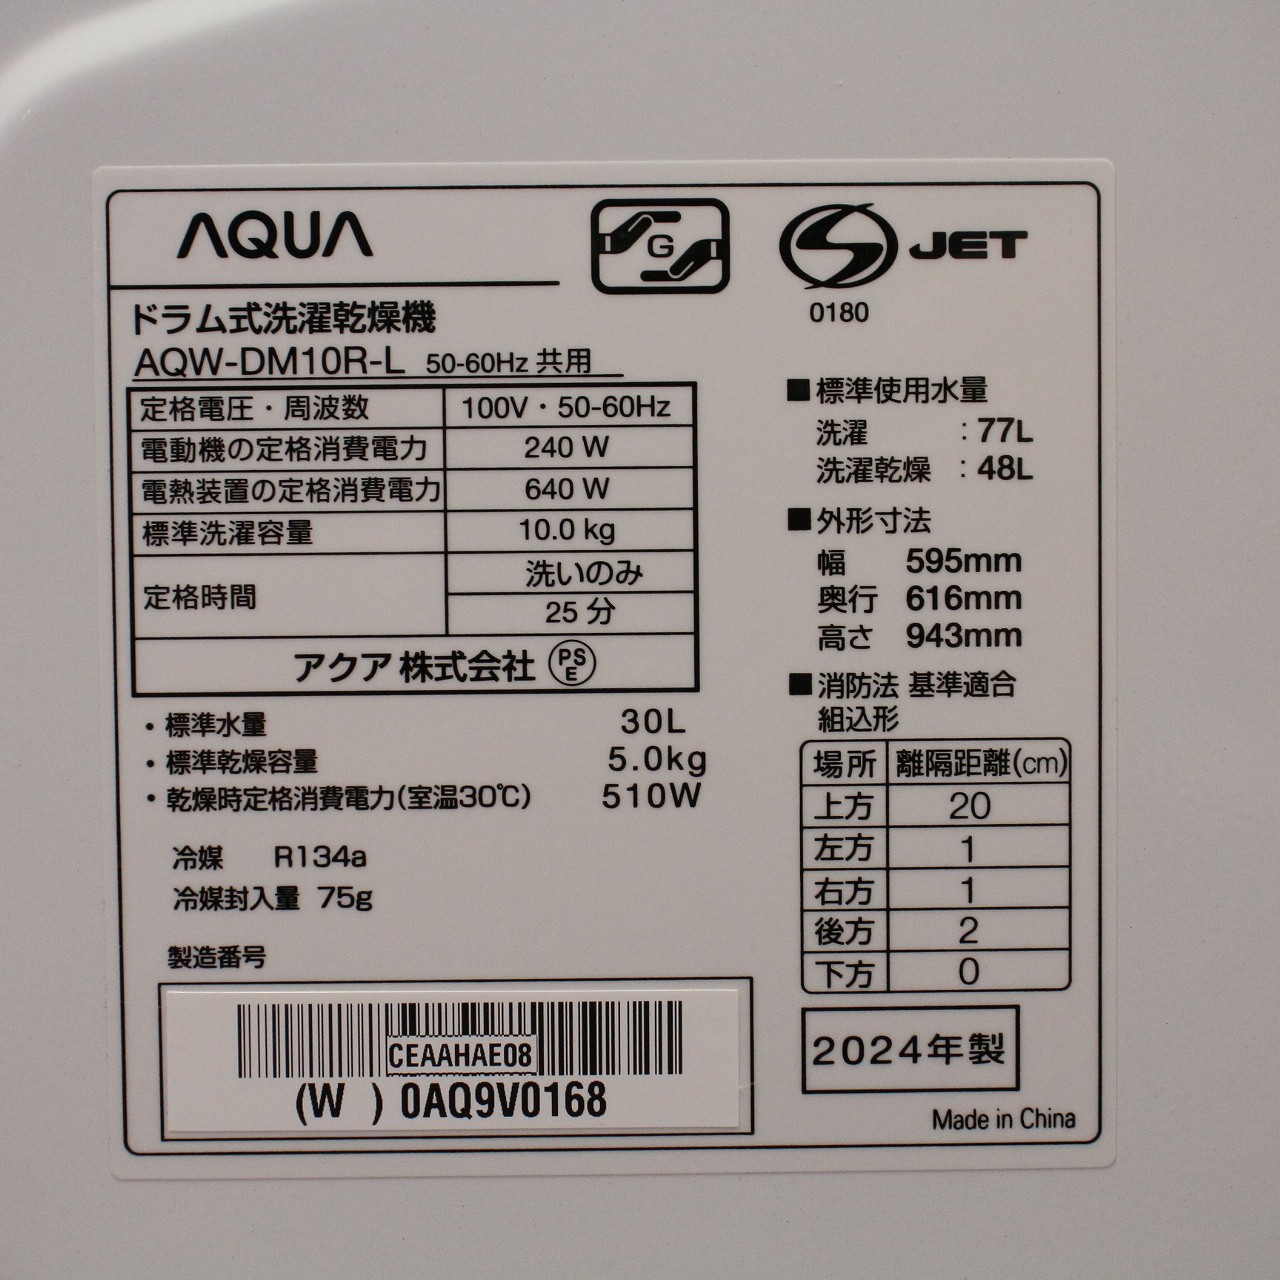 AQUA
G
S JET
0180
ドラム式洗濯乾燥機
AQW-DM10R-L 50-60Hz 共用
定格電圧・周波数 100V・50-60Hz
電動機の定格消費電力 240 W
電熱装置の定格消費電力 640 W
標準洗濯容量 10.0 kg
定格時間 洗いのみ
25 分
アクア 株式会社 PSE
・標準水量 30L
・標準乾燥容量 5.0kg
・乾燥時定格消費電力(室温30℃) 510W
冷媒 R134a
冷媒封入量 75g
製造番号
CEAAHAE08
(W ) 0AQ9V0168
■標準使用水量
洗濯 : 77L
洗濯乾燥 : 48L
■外形寸法
幅 595mm
奥行 616mm
高さ 943mm
■消防法 基準適合
組込形
場所 離隔距離(cm)
上方 20
左方 1
右方 1
後方 2
下方 0
2024年製
Made in China